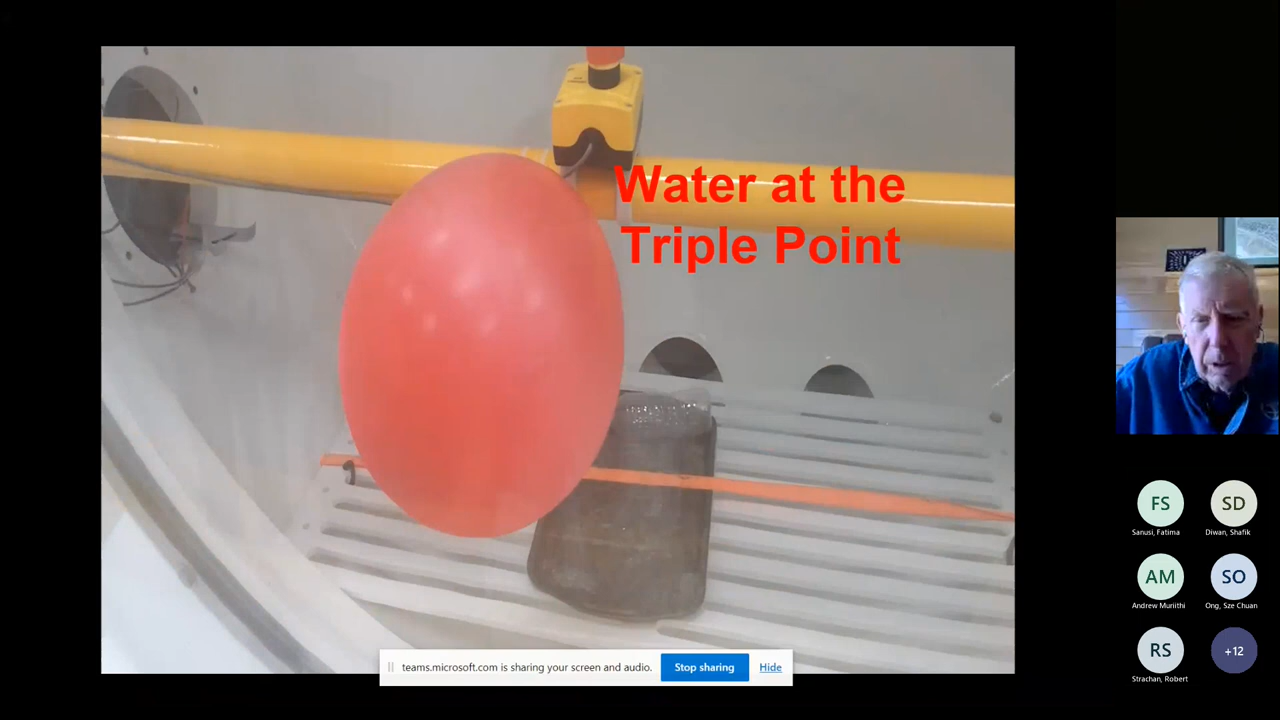 Water at the
Triple Point
teams.microsoft.com is sharing your screen and audio.
Stop sharing
Hide
FS
SD
Sanusi, Fatima
Diwan, Shafik
AM
SO
Andrew Muriithi
Ong, Sze Chuan
RS
+12
Strachan, Robert